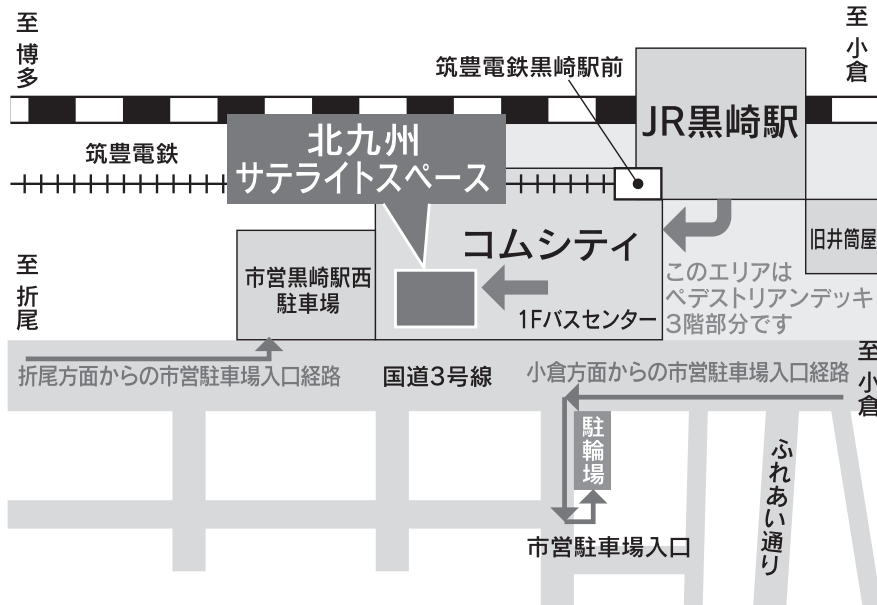 至 博多
至 小倉
筑豊電鉄黒崎駅前
JR黒崎駅
北九州
サテライトスペース
筑豊電鉄
コムシティ
旧井筒屋
至 折尾
市営黒崎駅西
駐車場
このエリアは
ペデストリアンデッキ
3階部分です
1Fバスセンター
至 小倉
折尾方面からの市営駐車場入口経路
国道3号線
小倉方面からの市営駐車場入口経路
駐輪場
ふれあい通り
市営駐車場入口